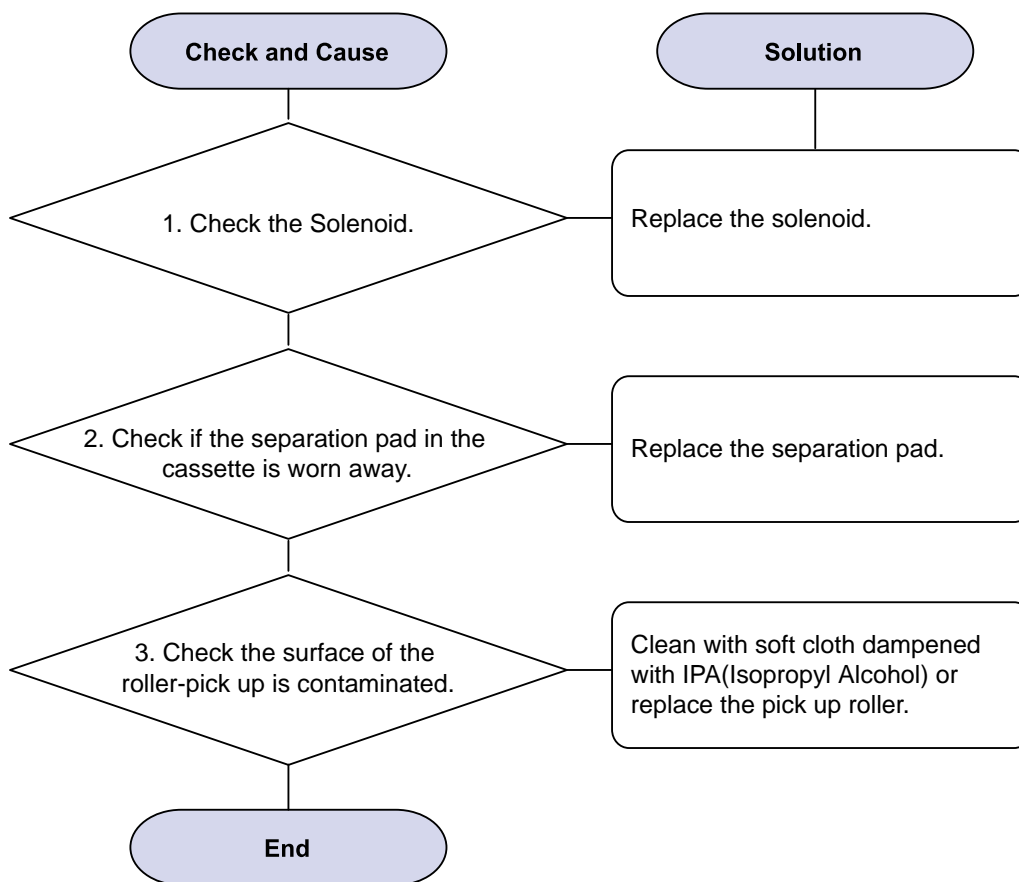 Check and Cause
Solution
1. Check the Solenoid.
Replace the solenoid.
2. Check if the separation pad in the
cassette is worn away.
Replace the separation pad.
3. Check the surface of the
roller-pick up is contaminated.
Clean with soft cloth dampened
with IPA(Isopropyl Alcohol) or
replace the pick up roller.
End